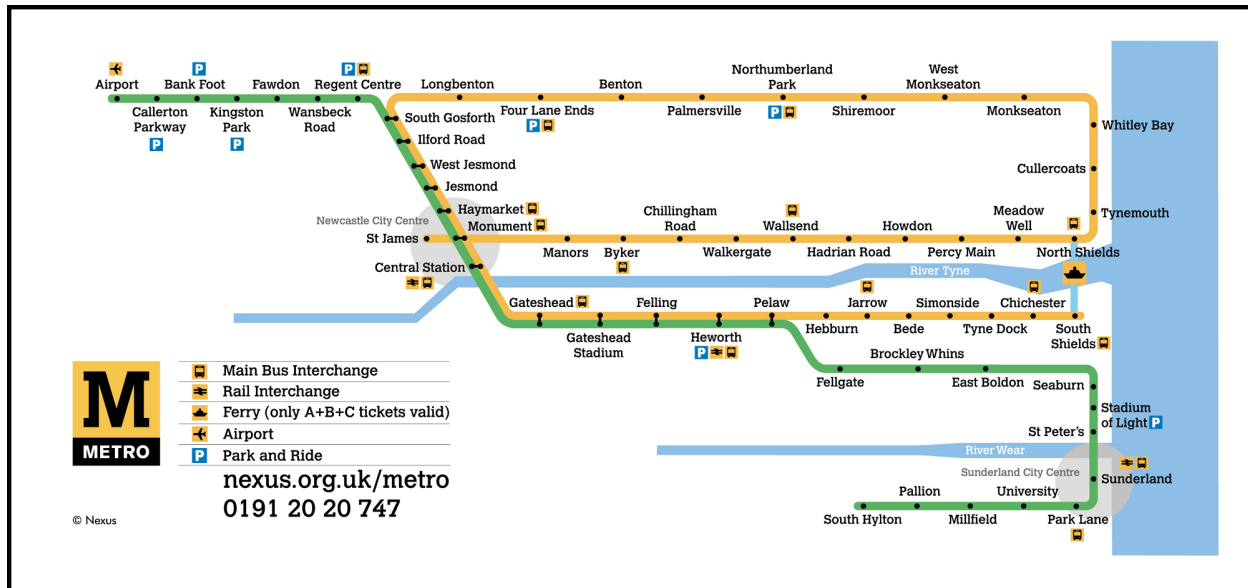 Airport
Callerton
Parkway
Bank Foot
Kingston
Park
Fawdon
Wansbeck
Road
Regent Centre
Longbenton
Four Lane Ends
Benton
Palmersville
Northumberland
Park
Shiremoor
West
Monkseaton
Monkseaton
South Gosforth
Ilford Road
West Jesmond
Jesmond
Haymarket
Newcastle City Centre
Monument
St James
Central Station
Whitley Bay
Cullercoats
Tynemouth
Manors
Byker
Chillingham
Road
Walkergate
Wallsend
Hadrian Road
Howdon
Percy Main
Meadow
Well
North Shields
River Tyne
Gateshead
Gateshead
Stadium
Felling
Heworth
Pelaw
Hebburn
Jarrow
Bede
Simonside
Tyne Dock
Chichester
South
Shields
Fellgate
Brockley Whins
East Boldon
Seaburn
Stadium
of Light
St Peter's
River Wear
Sunderland City Centre
Sunderland
South Hylton
Pallion
Millfield
University
Park Lane
M
METRO
Main Bus Interchange
Rail Interchange
Ferry (only A+B+C tickets valid)
Airport
P Park and Ride
nexus.org.uk/metro
0191 20 20 747
© Nexus